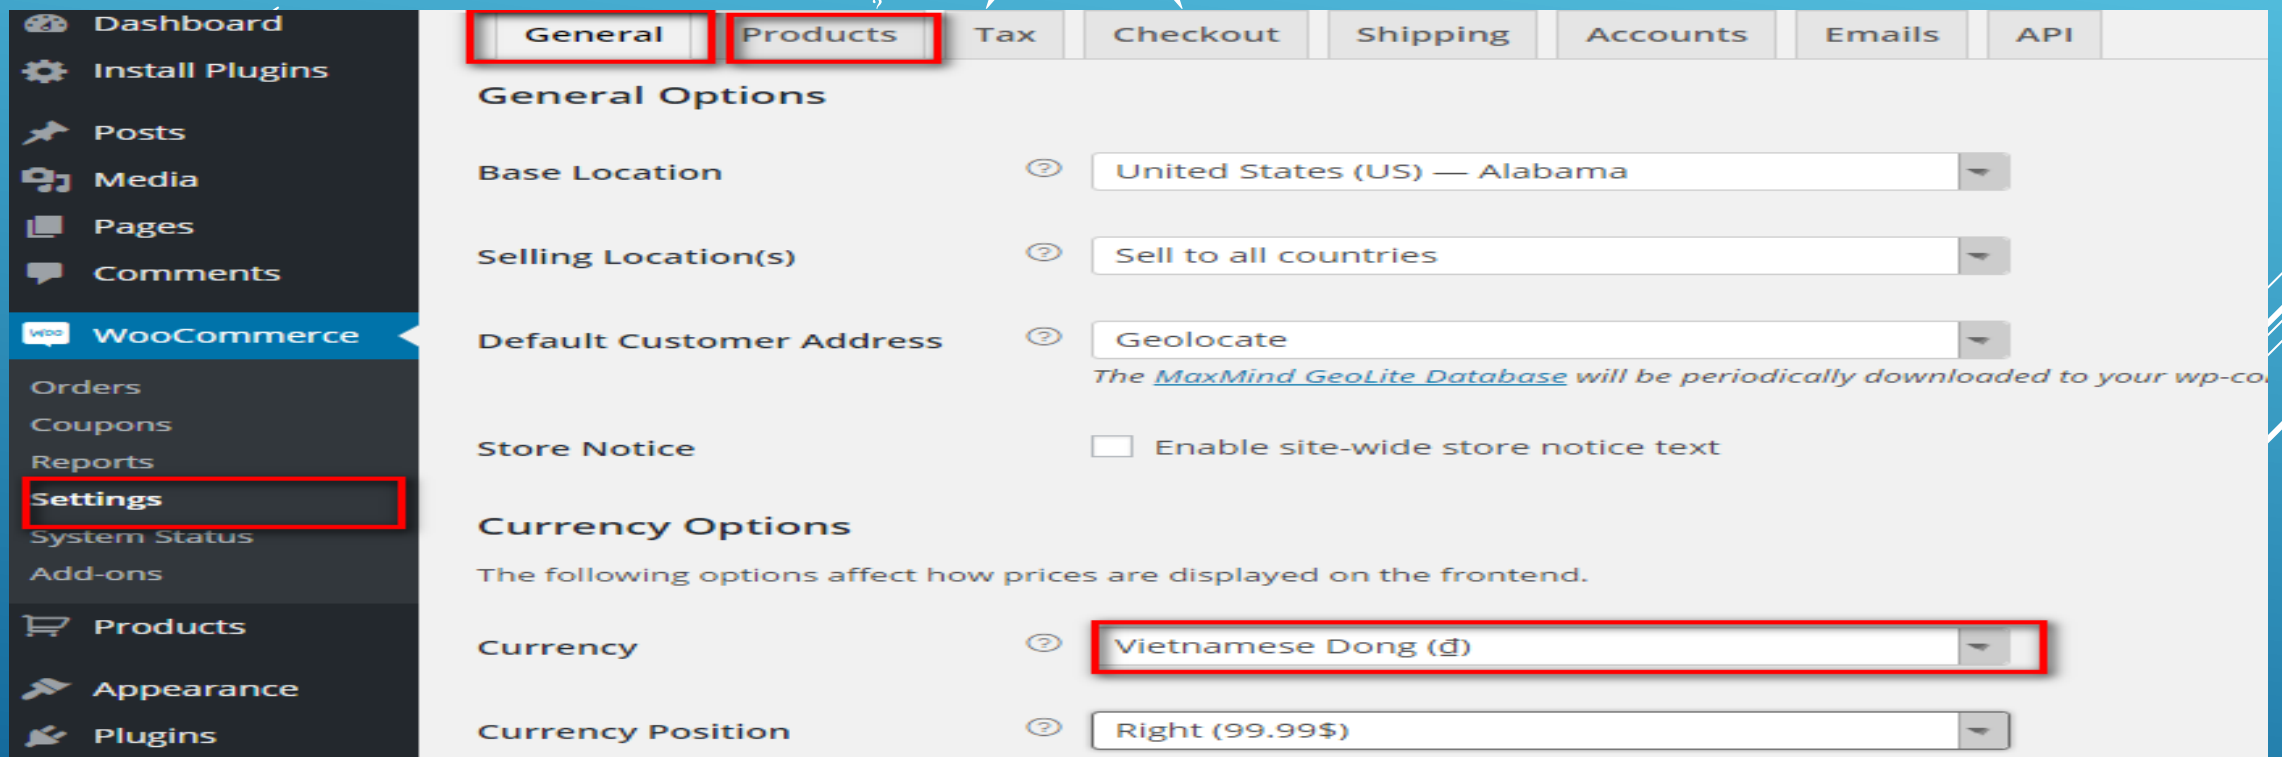 Dashboard
Install Plugins
Posts
Media
Pages
Comments
WooCommerce
Orders
Coupons
Reports
Settings
System Status
Add-ons
Products
Appearance
Plugins
General Products Tax Checkout Shipping Accounts Emails API
General Options
Base Location United States (US) — Alabama
Selling Location(s) Sell to all countries
Default Customer Address Geolocate
The MaxMind GeoLite Database will be periodically downloaded to your
Store Notice Enable site-wide store notice text
Currency Options
The following options affect how prices are displayed on the frontend.
Currency Vietnamese Dong (₫)
Currency Position Right (99.99$)